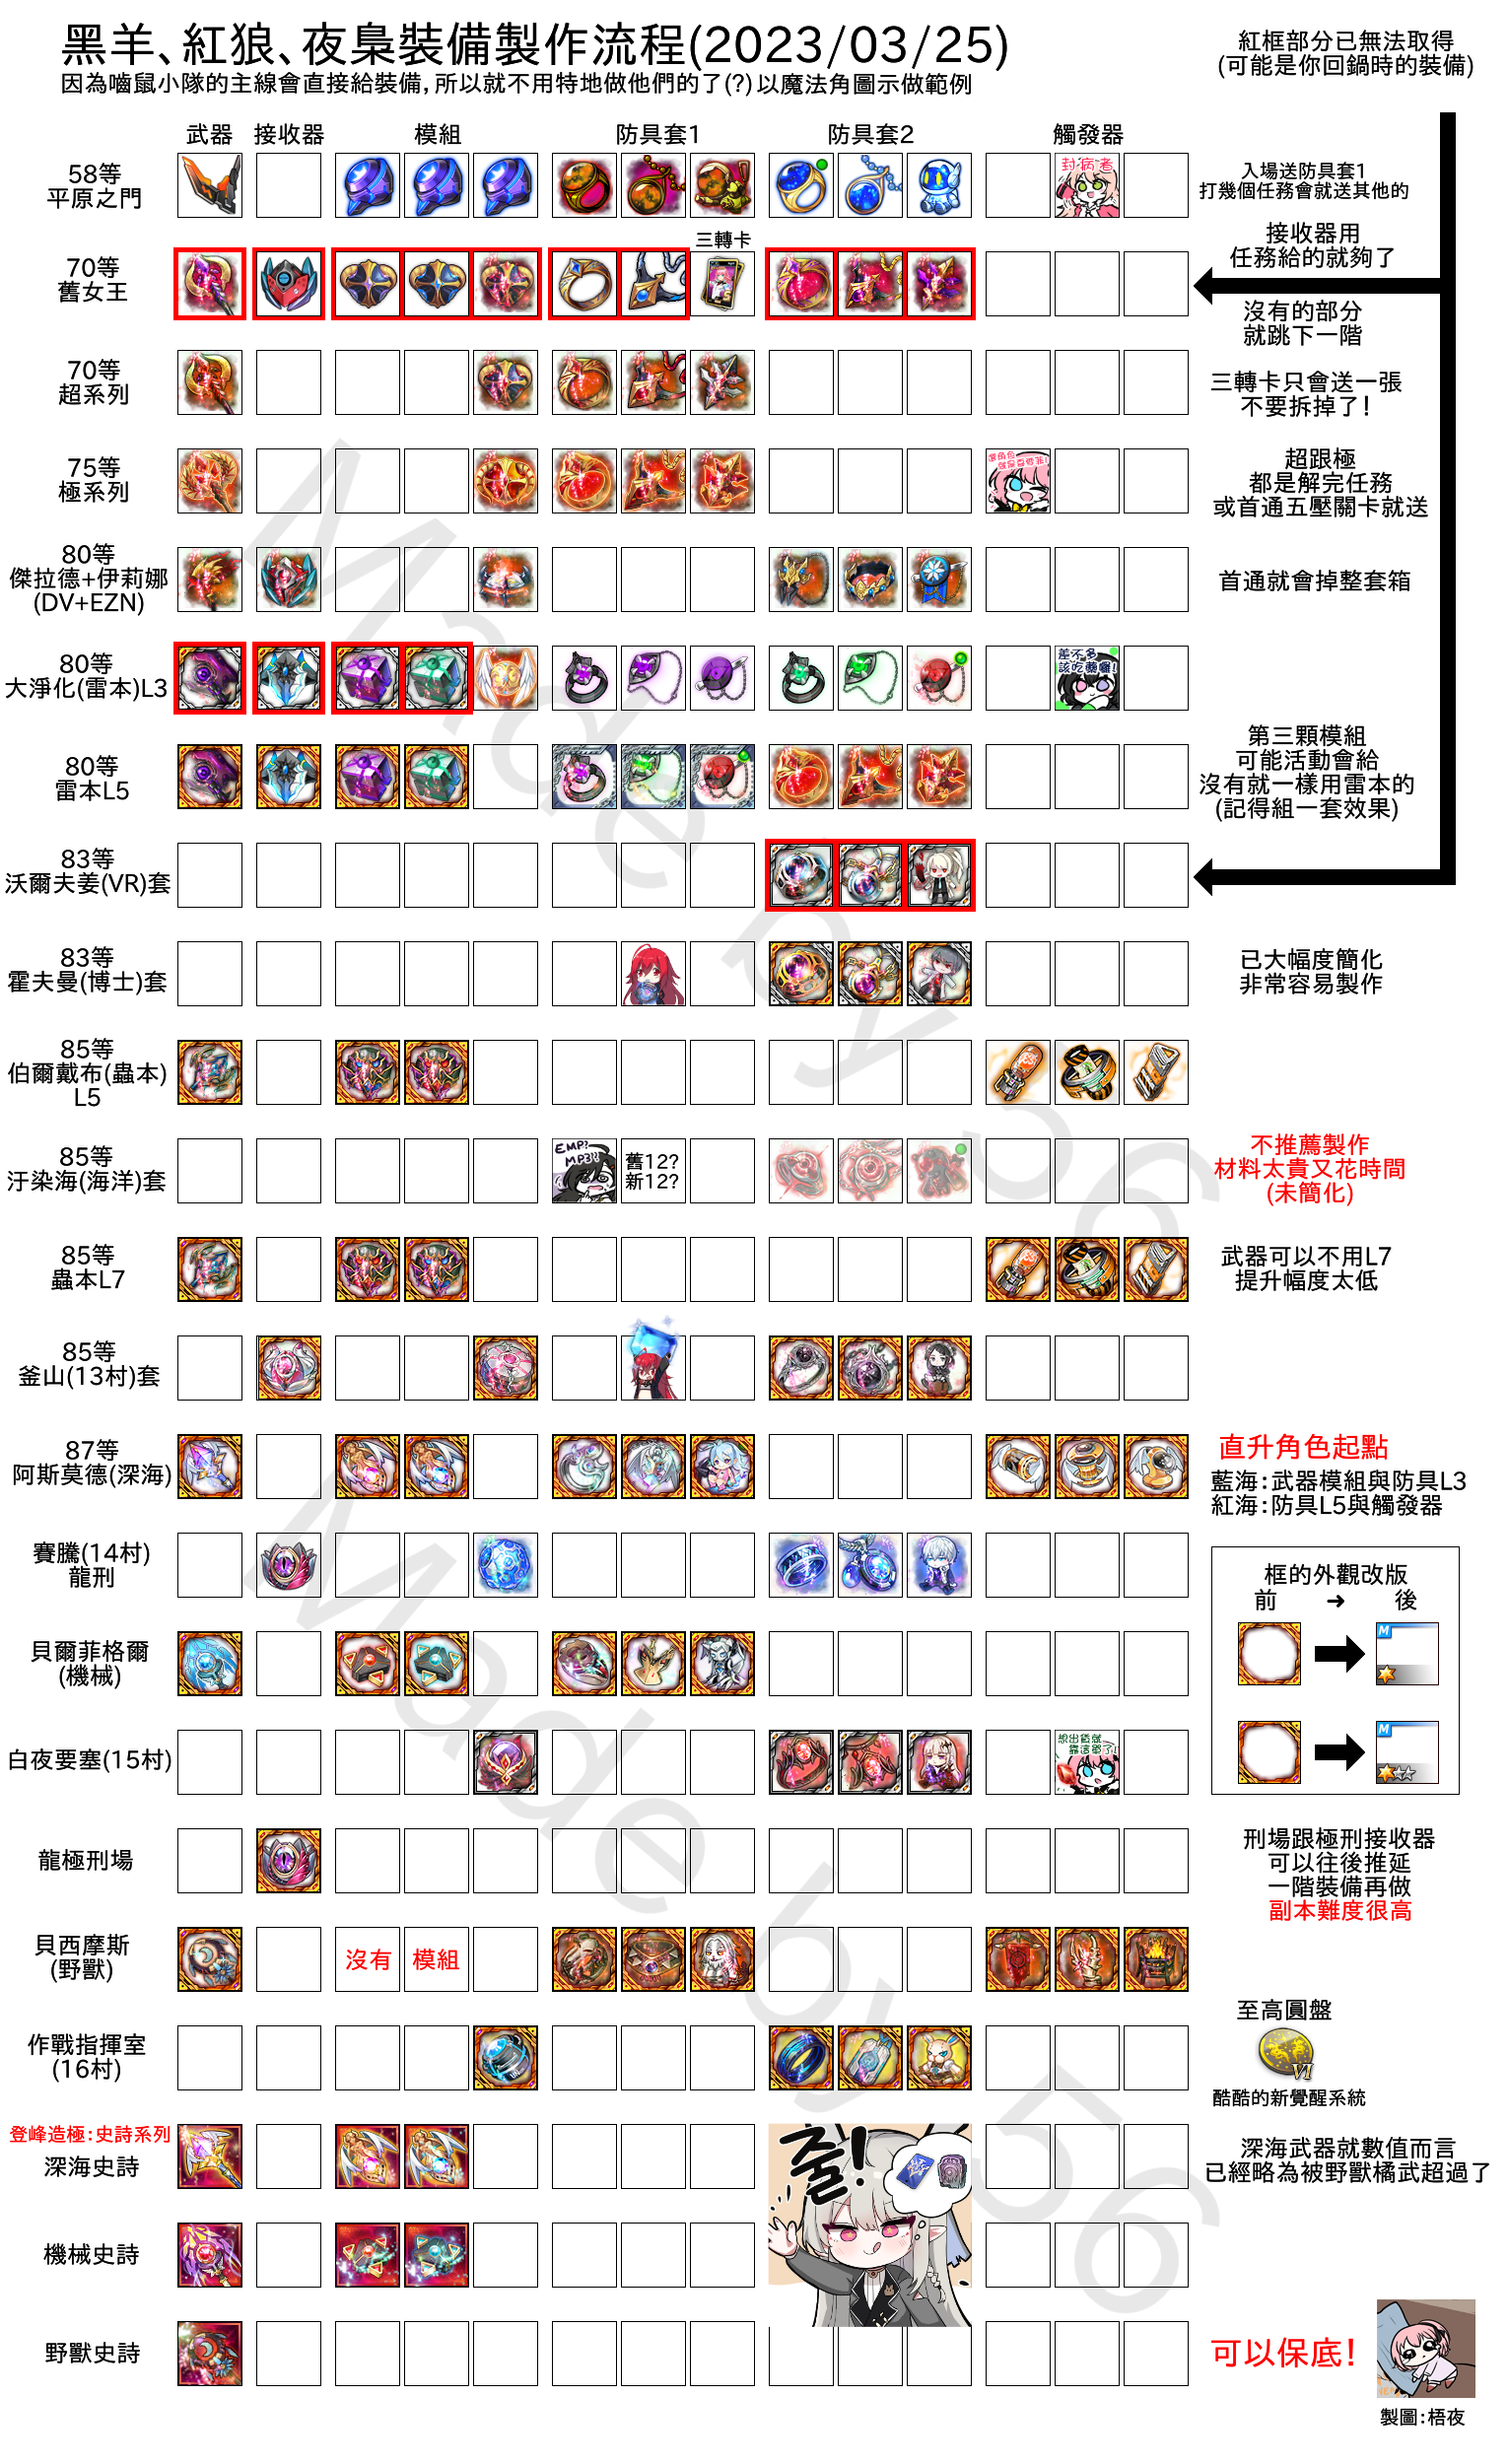 黑羊、紅狼、夜梟裝備製作流程(2023/03/25)
因為嚙鼠小隊的主線會直接給裝備,所以就不用特地做他們的了(?)以魔法角圖示做範例
紅框部分已無法取得
(可能是你回鍋時的裝備)
武器 接收器 模組 防具套1 防具套2 觸發器
58等
平原之門
封病者
入場送防具套1
打幾個任務會就送其他的
70等
舊女王
三轉卡
接收器用
任務給的就夠了
沒有的部分
就跳下一階
70等
超系列
三轉卡只會送一張
不要拆掉了!
75等
極系列
超跟極
都是解完任務
或首通五壓關卡就送
80等
傑拉德+伊莉娜
(DV+EZN)
首通就會掉整套箱
80等
大淨化(雷本)L3
差不多
該吃藥囉!
80等
雷本L5
第三顆模組
可能活動會給
沒有就一樣用雷本的
(記得組一套效果)
83等
沃爾夫姜(VR)套
83等
霍夫曼(博士)套
已大幅度簡化
非常容易製作
85等
伯爾戴布(蟲本)
L5
85等
汙染海(海洋)套
EMP?
MP3?
舊12?
新12?
不推薦製作
材料太貴又花時間
(未簡化)
85等
蟲本L7
武器可以不用L7
提升幅度太低
85等
釜山(13村)套
87等
阿斯莫德(深海)
直升角色起點
藍海:武器模組與防具L3
紅海:防具L5與觸發器
賽騰(14村)
龍刑
框的外觀改版
前 ➜ 後
M
M
貝爾菲格爾
(機械)
白夜要塞(15村)
想出貨就
靠這顆了!
龍極刑場
刑場跟極刑接收器
可以往後推延
一階裝備再做
副本難度很高
貝西摩斯
(野獸)
沒有 模組
作戰指揮室
(16村)
至高圓盤
VI
酷酷的新覺醒系統
登峰造極:史詩系列
深海史詩
줄!
深海武器就數值而言
已經略為被野獸橘武超過了
機械史詩
野獸史詩
可以保底!
製圖:梧夜
Made by 56
Made by 56